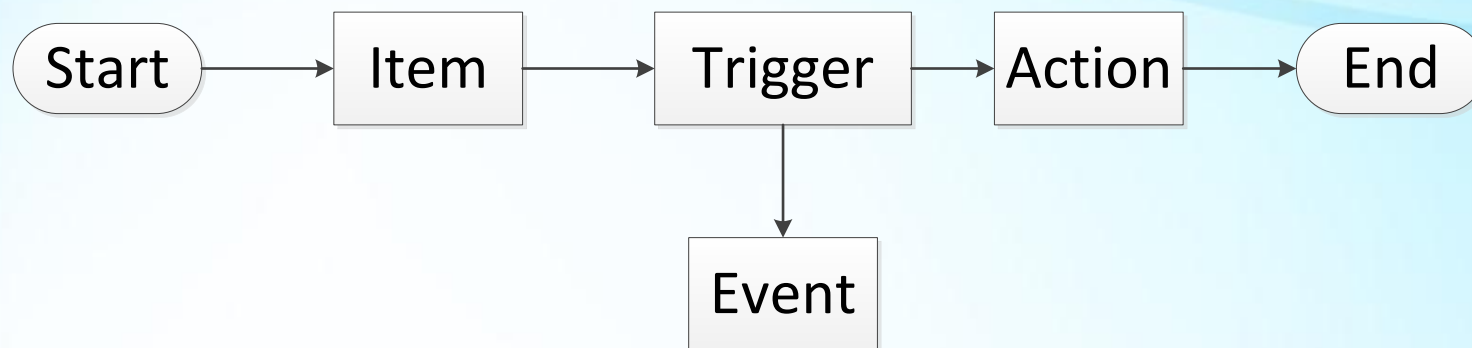 Start
Item
Trigger
Action
End
Event